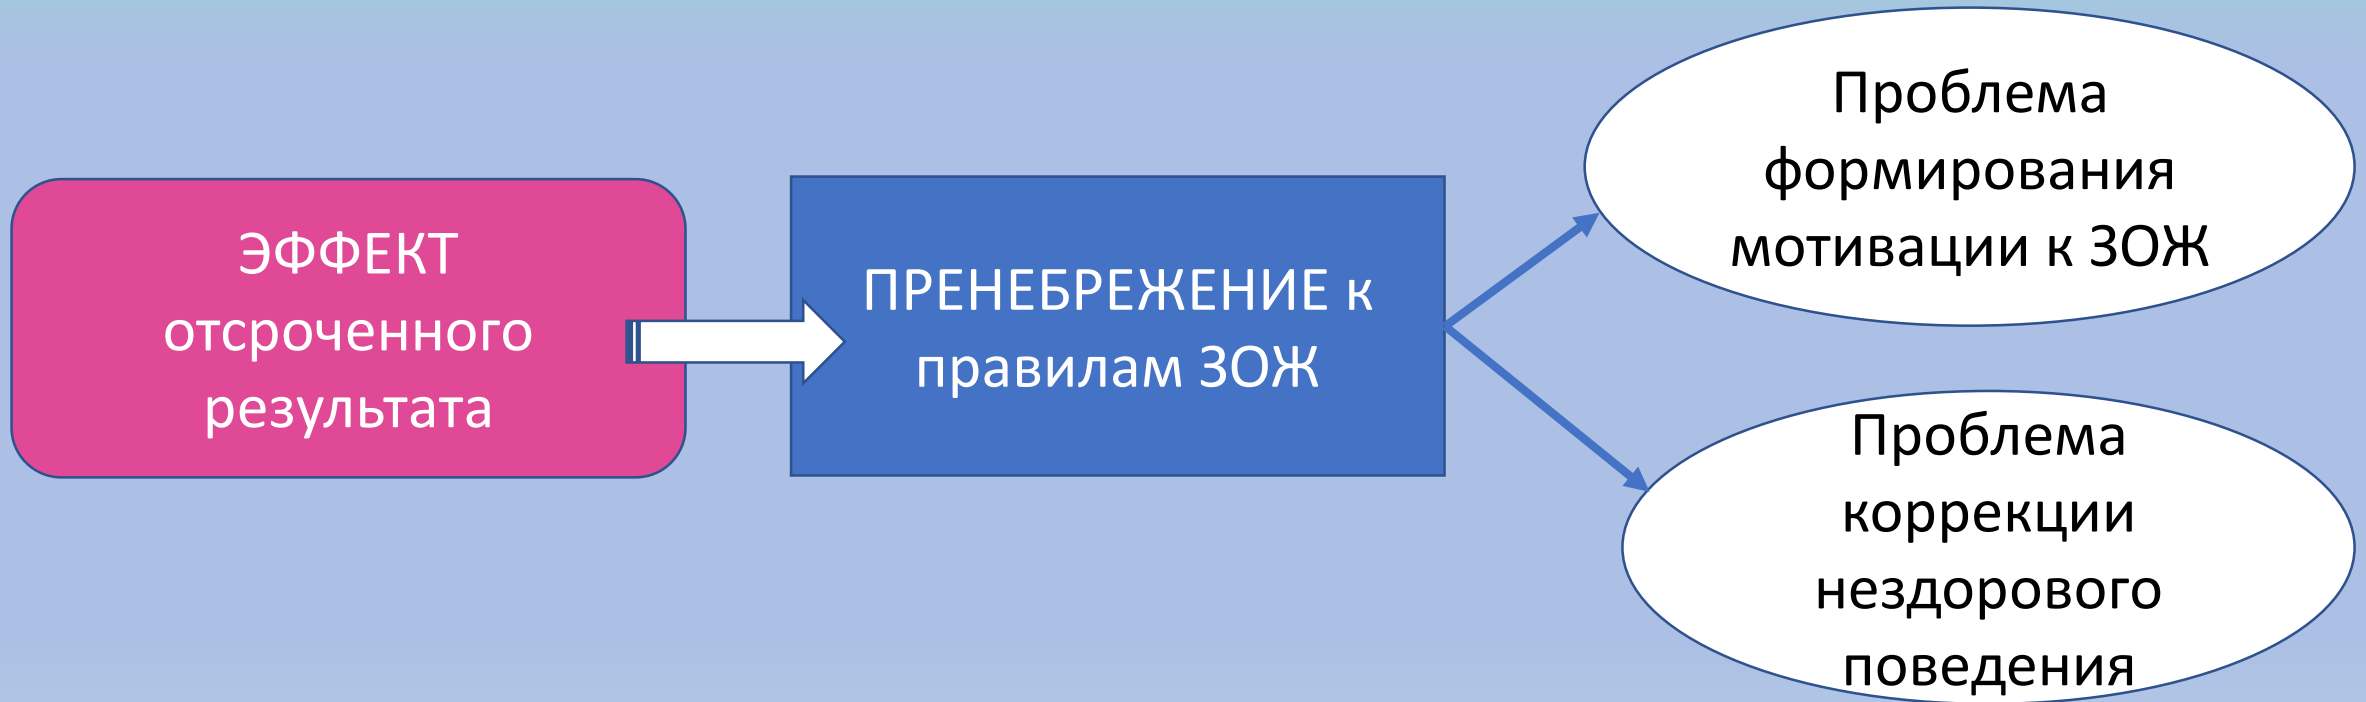 ЭФФЕКТ
отсроченного
результата
ПРЕНЕБРЕЖЕНИЕ к
правилам ЗОЖ
Проблема
формирования
мотивации к ЗОЖ
Проблема
коррекции
нездорового
поведения